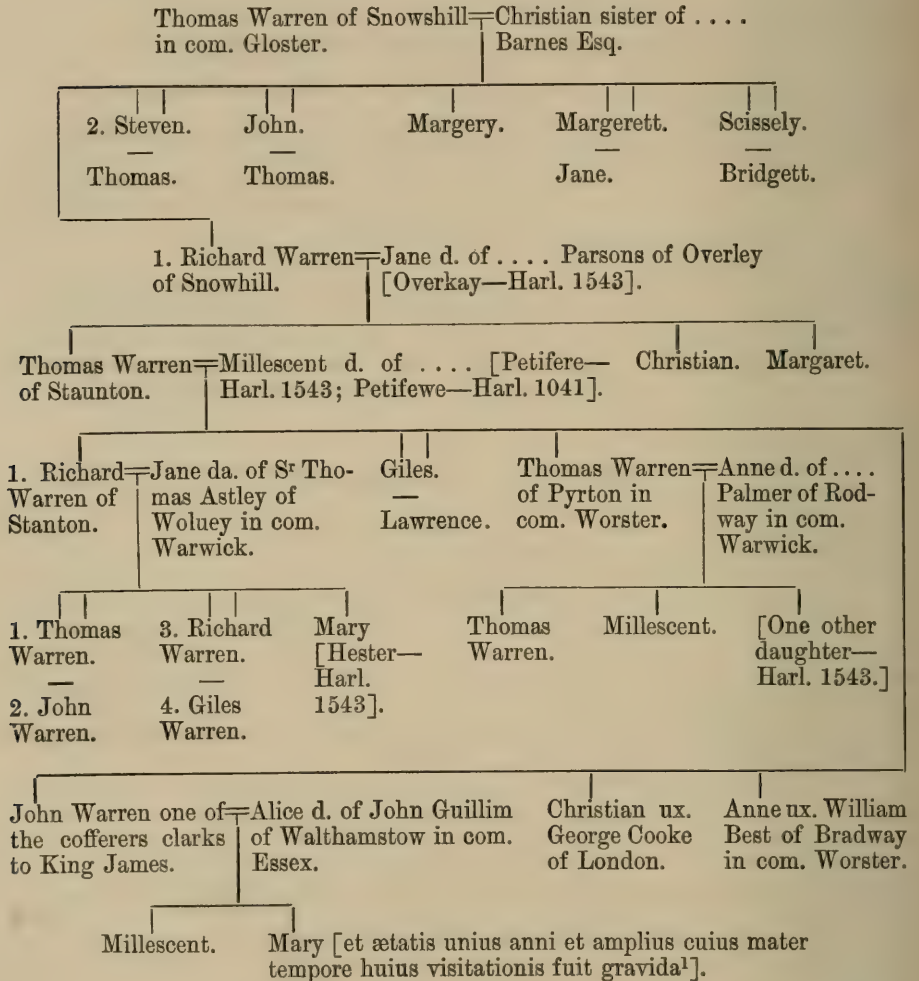 Thomas Warren of Snowshill=Christian sister of . . . .
in com. Gloster. Barnes Esq.
2. Steven. John. Margery. Margerett. Scissely.
— — — —
Thomas. Thomas. Jane. Bridgett.
1. Richard Warren=Jane d. of . . . . Parsons of Overley
of Snowhill. [Overkay—Harl. 1543].
Thomas Warren=Millescent d. of . . . . [Petifere— Christian. Margaret.
of Staunton. Harl. 1543; Petifewe—Harl. 1041].
1. Richard=Jane da. of Sʳ Tho- Giles. Thomas Warren=Anne d. of . . . .
Warren of mas Astley of — of Pyrton in Palmer of Rod-
Stanton. Woluey in com. Lawrence. com. Worster. way in com.
Warwick. Warwick.
1. Thomas 3. Richard Mary Thomas Millescent. [One other
Warren. Warren. [Hester— Warren. daughter—
— — Harl. Harl. 1543.]
2. John 4. Giles 1543].
Warren. Warren.
John Warren one of=Alice d. of John Guillim Christian ux. Anne ux. William
the cofferers clarks of Walthamstow in com. George Cooke Best of Bradway
to King James. Essex. of London. in com. Worster.
Millescent. Mary [et ætatis unius anni et amplius cuius mater
tempore huius visitationis fuit gravida¹].